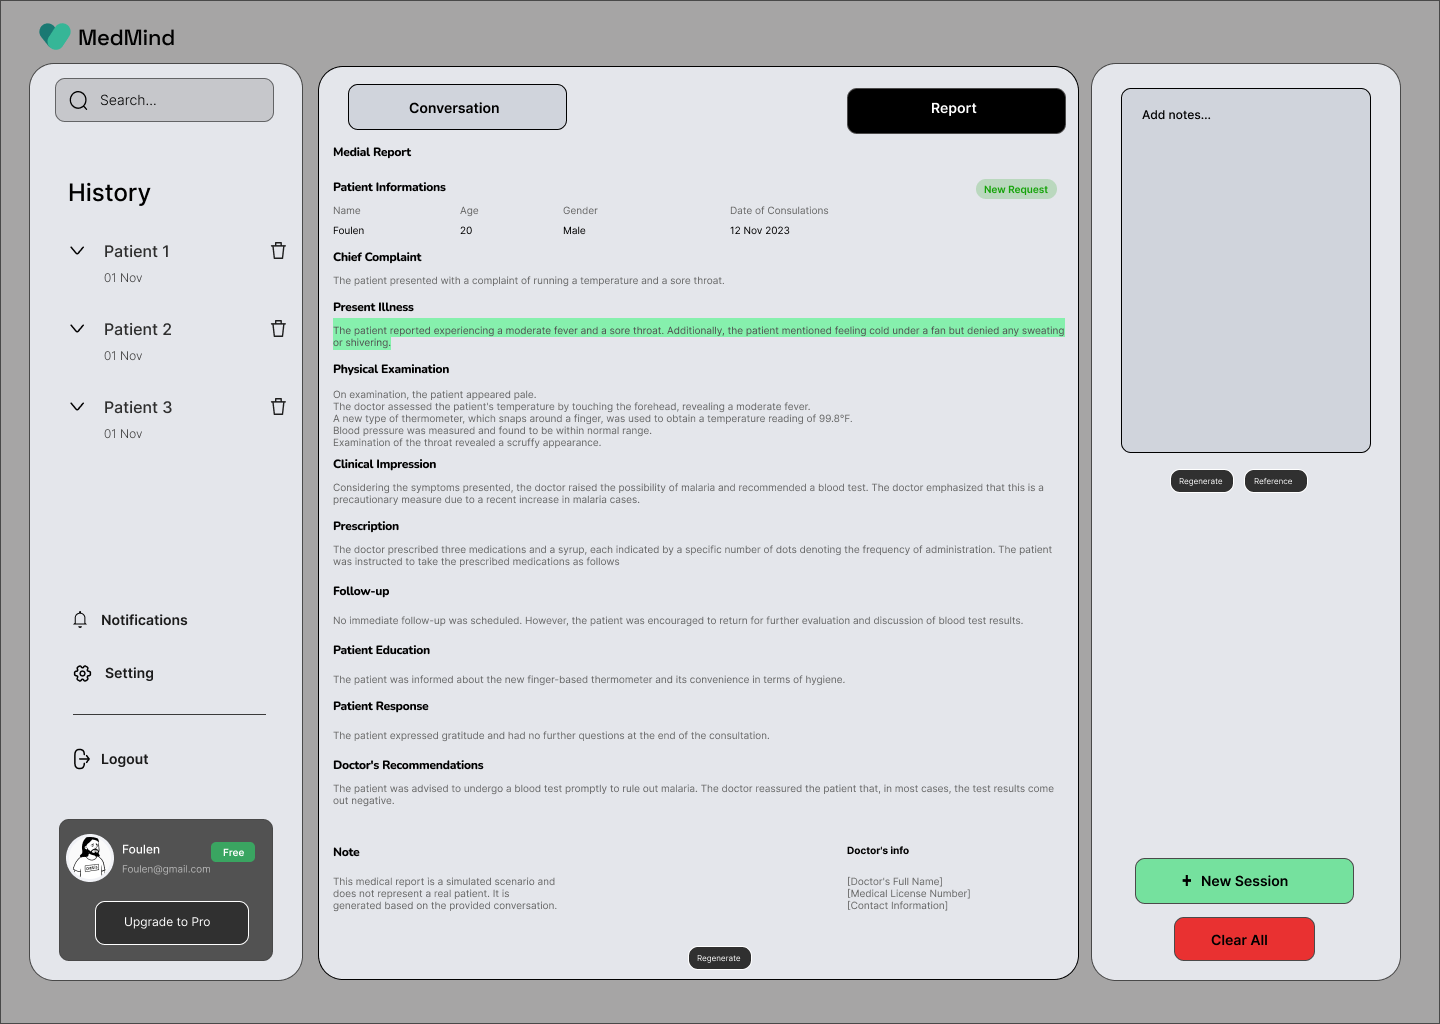 MedMind
Search...
History
Patient 1
01 Nov
Patient 2
01 Nov
Patient 3
01 Nov
Notifications
Setting
Logout
Foulen
Free
Foulen@gmail.com
Upgrade to Pro
Conversation
Report
Medial Report
Patient Informations
New Request
Name Age Gender Date of Consulations
Foulen 20 Male 12 Nov 2023
Chief Complaint
The patient presented with a complaint of running a temperature and a sore throat.
Present Illness
The patient reported experiencing a moderate fever and a sore throat. Additionally, the patient mentioned feeling cold under a fan but denied any sweating
or shivering.
Physical Examination
On examination, the patient appeared pale.
The doctor assessed the patient's temperature by touching the forehead, revealing a moderate fever.
A new type of thermometer, which snaps around a finger, was used to obtain a temperature reading of 99.8°F.
Blood pressure was measured and found to be within normal range.
Examination of the throat revealed a scruffy appearance.
Clinical Impression
Considering the symptoms presented, the doctor raised the possibility of malaria and recommended a blood test. The doctor emphasized that this is a
precautionary measure due to a recent increase in malaria cases.
Prescription
The doctor prescribed three medications and a syrup, each indicated by a specific number of dots denoting the frequency of administration. The patient
was instructed to take the prescribed medications as follows
Follow-up
No immediate follow-up was scheduled. However, the patient was encouraged to return for further evaluation and discussion of blood test results.
Patient Education
The patient was informed about the new finger-based thermometer and its convenience in terms of hygiene.
Patient Response
The patient expressed gratitude and had no further questions at the end of the consultation.
Doctor's Recommendations
The patient was advised to undergo a blood test promptly to rule out malaria. The doctor reassured the patient that, in most cases, the test results come
out negative.
Note
This medical report is a simulated scenario and
does not represent a real patient. It is
generated based on the provided conversation.
Doctor's info
[Doctor's Full Name]
[Medical License Number]
[Contact Information]
Regenerate
Add notes...
Regenerate
Reference
+ New Session
Clear All